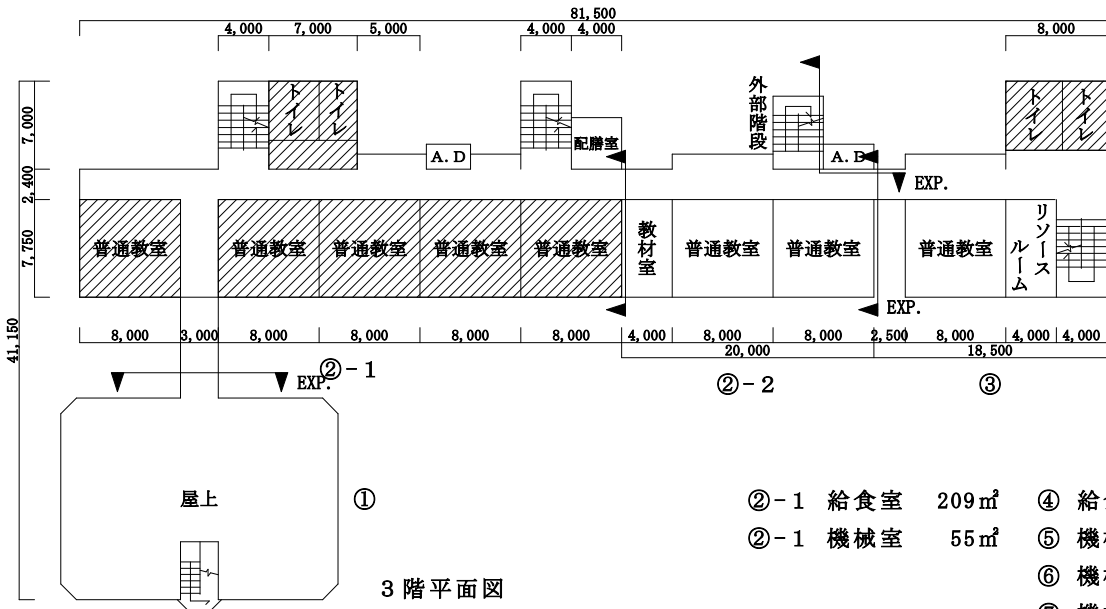 81,500
4,000 7,000 5,000 4,000 4,000 8,000
7,000
2,400
7,750
41,150
トイレ トイレ
外部階段
トイレ トイレ
配膳室
A.D
A.D
EXP.
普通教室 普通教室 普通教室 普通教室 普通教室 教材室 普通教室 普通教室 普通教室 リソースルーム
EXP.
8,000 3,000 8,000 8,000 8,000 8,000 4,000 8,000 8,000 2,500 8,000 4,000 4,000
20,000 18,500
②-1 ②-2 ③
EXP.
屋上 ①
②-1 給食室 209㎡ ④
②-1 機械室 55㎡ ⑤
⑥
3階平面図